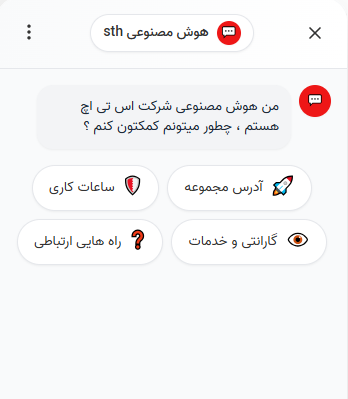 هوش مصنوعی sth
من هوش مصنوعی شرکت اس تی اچ
هستم ، چطور میتونم کمکتون کنم ؟
آدرس مجموعه
ساعات کاری
گارانتی و خدمات
راه هایی ارتباطی